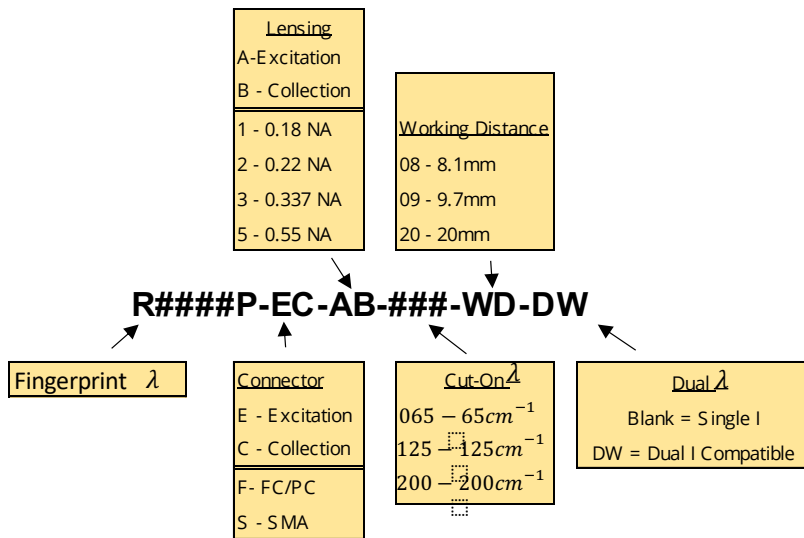 Lensing
A-Excitation
B - Collection
1 - 0.18 NA
2 - 0.22 NA
3 - 0.337 NA
5 - 0.55 NA
Working Distance
08 - 8.1mm
09 - 9.7mm
20 - 20mm
R####P-EC-AB-###-WD-DW
Fingerprint λ
Connector
E - Excitation
C - Collection
F- FC/PC
S - SMA
Cut-On λ
065 − 65cm⁻¹
125 − 125cm⁻¹
200 − 200cm⁻¹
Dual λ
Blank = Single l
DW = Dual l Compatible